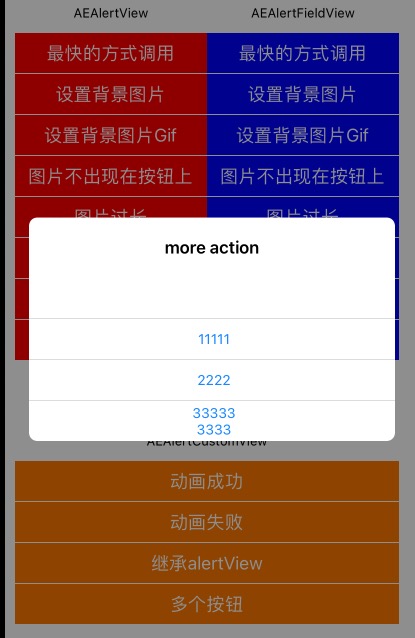 AEAlertView
AEAlertFieldView
最快的方式调用
最快的方式调用
设置背景图片
设置背景图片
设置背景图片Gif
设置背景图片Gif
图片不出现在按钮上
图片不出现在按钮上
图片过长
图片过长
more action
11111
2222
33333
3333
AEAlertCustomView
动画成功
动画失败
继承alertView
多个按钮